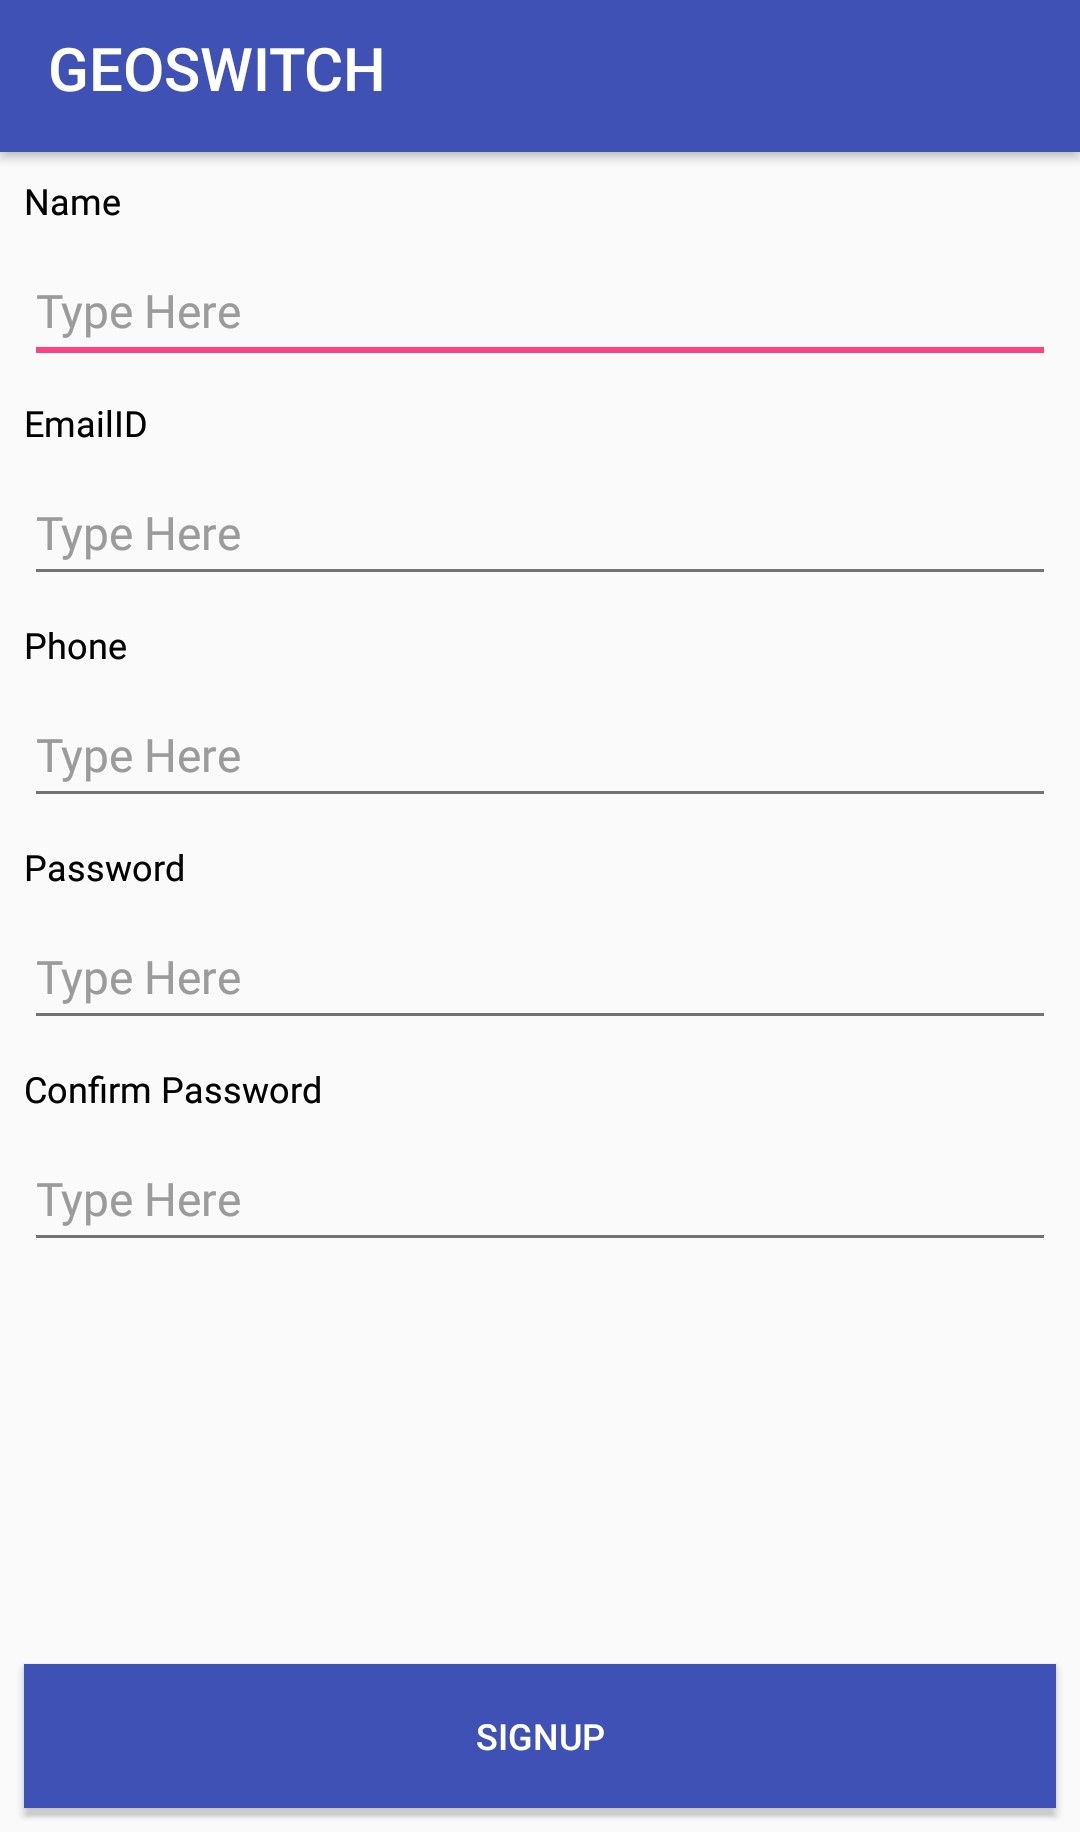 GEOSWITCH
Name
Type Here
EmailID
Type Here
Phone
Type Here
Password
Type Here
Confirm Password
Type Here
SIGNUP